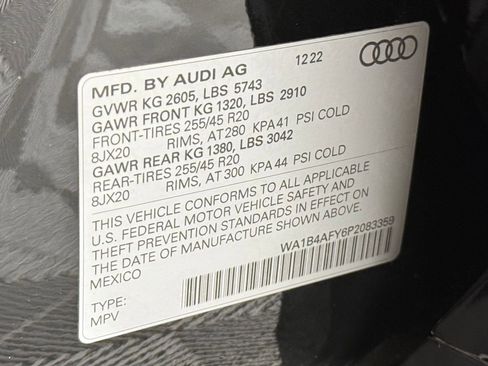 MFD. BY AUDI AG 12 22
GVWR KG 2605, LBS 5743
GAWR FRONT KG 1320, LBS 2910
FRONT-TIRES 255/45 R20
8JX20 RIMS, AT 280 KPA 41 PSI COLD
GAWR REAR KG 1380, LBS 3042
REAR-TIRES 255/45 R20
8JX20 RIMS, AT 300 KPA 44 PSI COLD
THIS VEHICLE CONFORMS TO ALL APPLICABLE
U.S. FEDERAL MOTOR VEHICLE SAFETY AND
THEFT PREVENTION STANDARDS IN EFFECT ON
THE DATE OF MANUFACTURE SHOWN ABOVE.
MEXICO
WA1B4AFY6P2083359
TYPE:
MPV